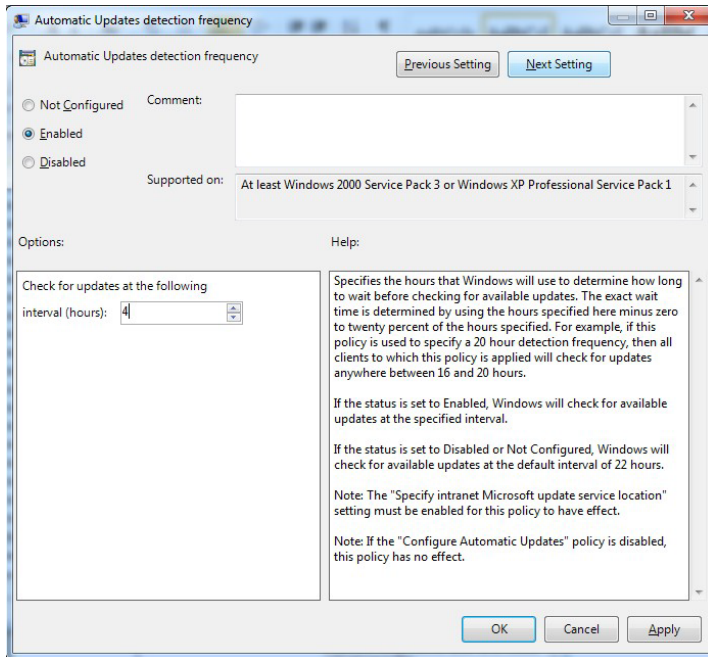 Automatic Updates detection frequency
Automatic Updates detection frequency
Previous Setting
Next Setting
Not Configured
Comment:
Enabled
Disabled
Supported on:
At least Windows 2000 Service Pack 3 or Windows XP Professional Service Pack 1
Options:
Help:
Check for updates at the following
interval (hours): 4
Specifies the hours that Windows will use to determine how long
to wait before checking for available updates. The exact wait
time is determined by using the hours specified here minus zero
to twenty percent of the hours specified. For example, if this
policy is used to specify a 20 hour detection frequency, then all
clients to which this policy is applied will check for updates
anywhere between 16 and 20 hours.
If the status is set to Enabled, Windows will check for available
updates at the specified interval.
If the status is set to Disabled or Not Configured, Windows will
check for available updates at the default interval of 22 hours.
Note: The "Specify intranet Microsoft update service location"
setting must be enabled for this policy to have effect.
Note: If the "Configure Automatic Updates" policy is disabled,
this policy has no effect.
OK
Cancel
Apply